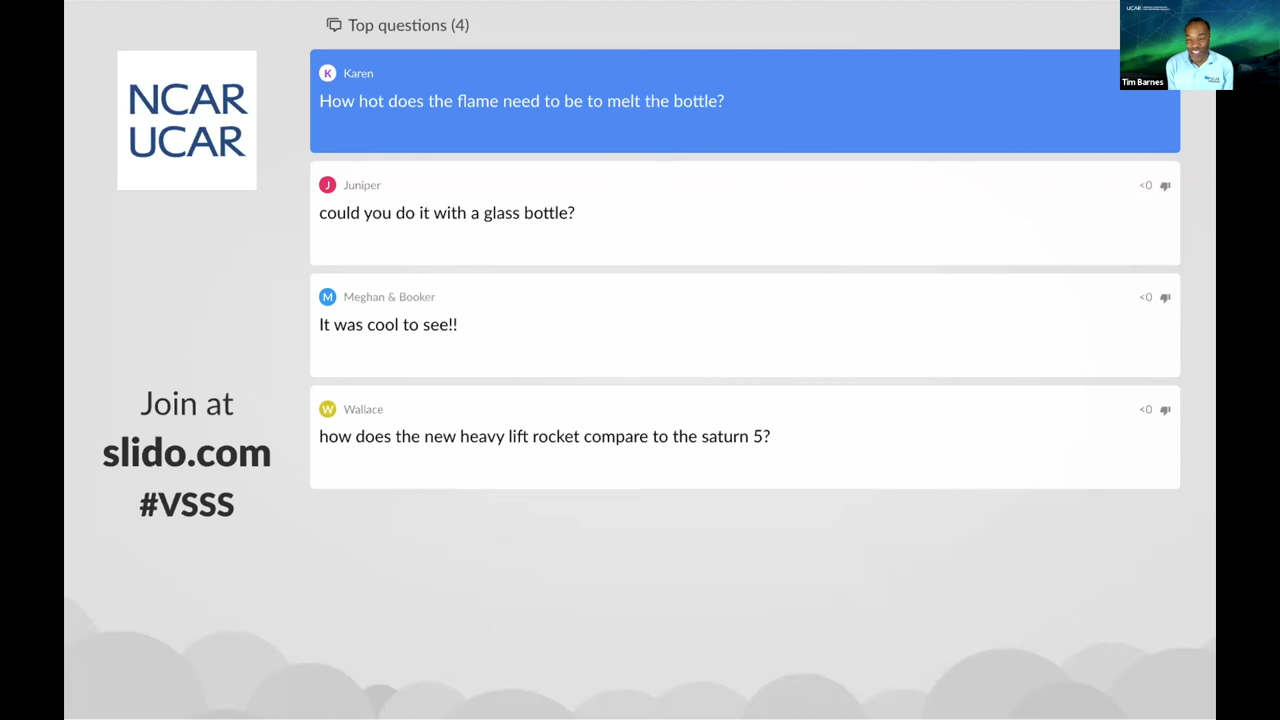 Top questions (4)
NCAR
UCAR
K Karen
How hot does the flame need to be to melt the bottle?
J Juniper
<0
could you do it with a glass bottle?
M Meghan & Booker
<0
It was cool to see!!
W Wallace
<0
how does the new heavy lift rocket compare to the saturn 5?
Join at
slido.com
#VSSS
UCAR
Tim Barnes